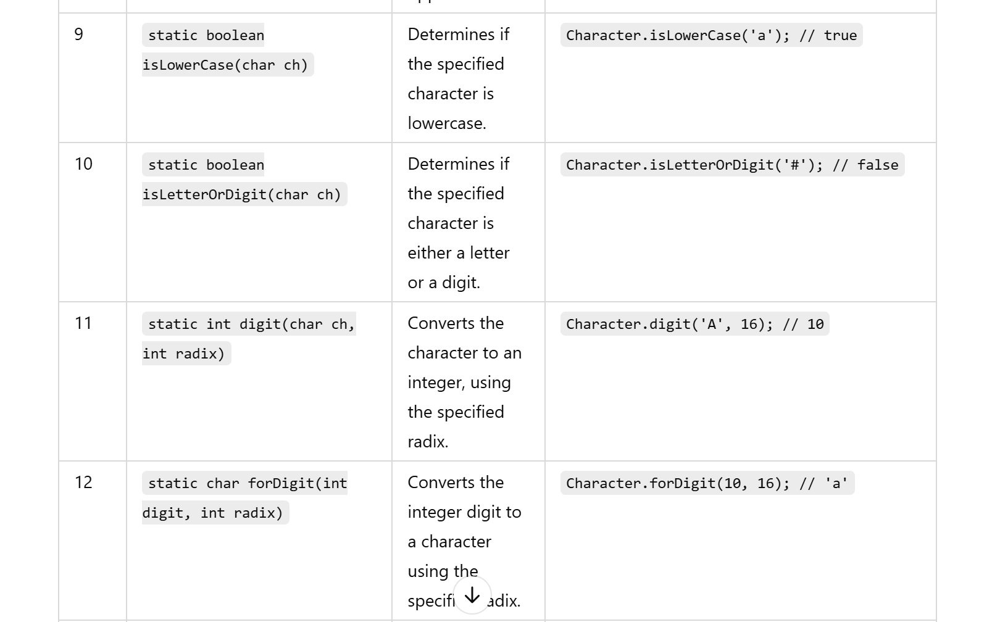 9
static boolean
isLowerCase(char ch)
Determines if
the specified
character is
lowercase.
Character.isLowerCase('a'); // true
10
static boolean
isLetterOrDigit(char ch)
Determines if
the specified
character is
either a letter
or a digit.
Character.isLetterOrDigit('#'); // false
11
static int digit(char ch,
int radix)
Converts the
character to an
integer, using
the specified
radix.
Character.digit('A', 16); // 10
12
static char forDigit(int
digit, int radix)
Converts the
integer digit to
a character
using the
Character.forDigit(10, 16); // 'a'